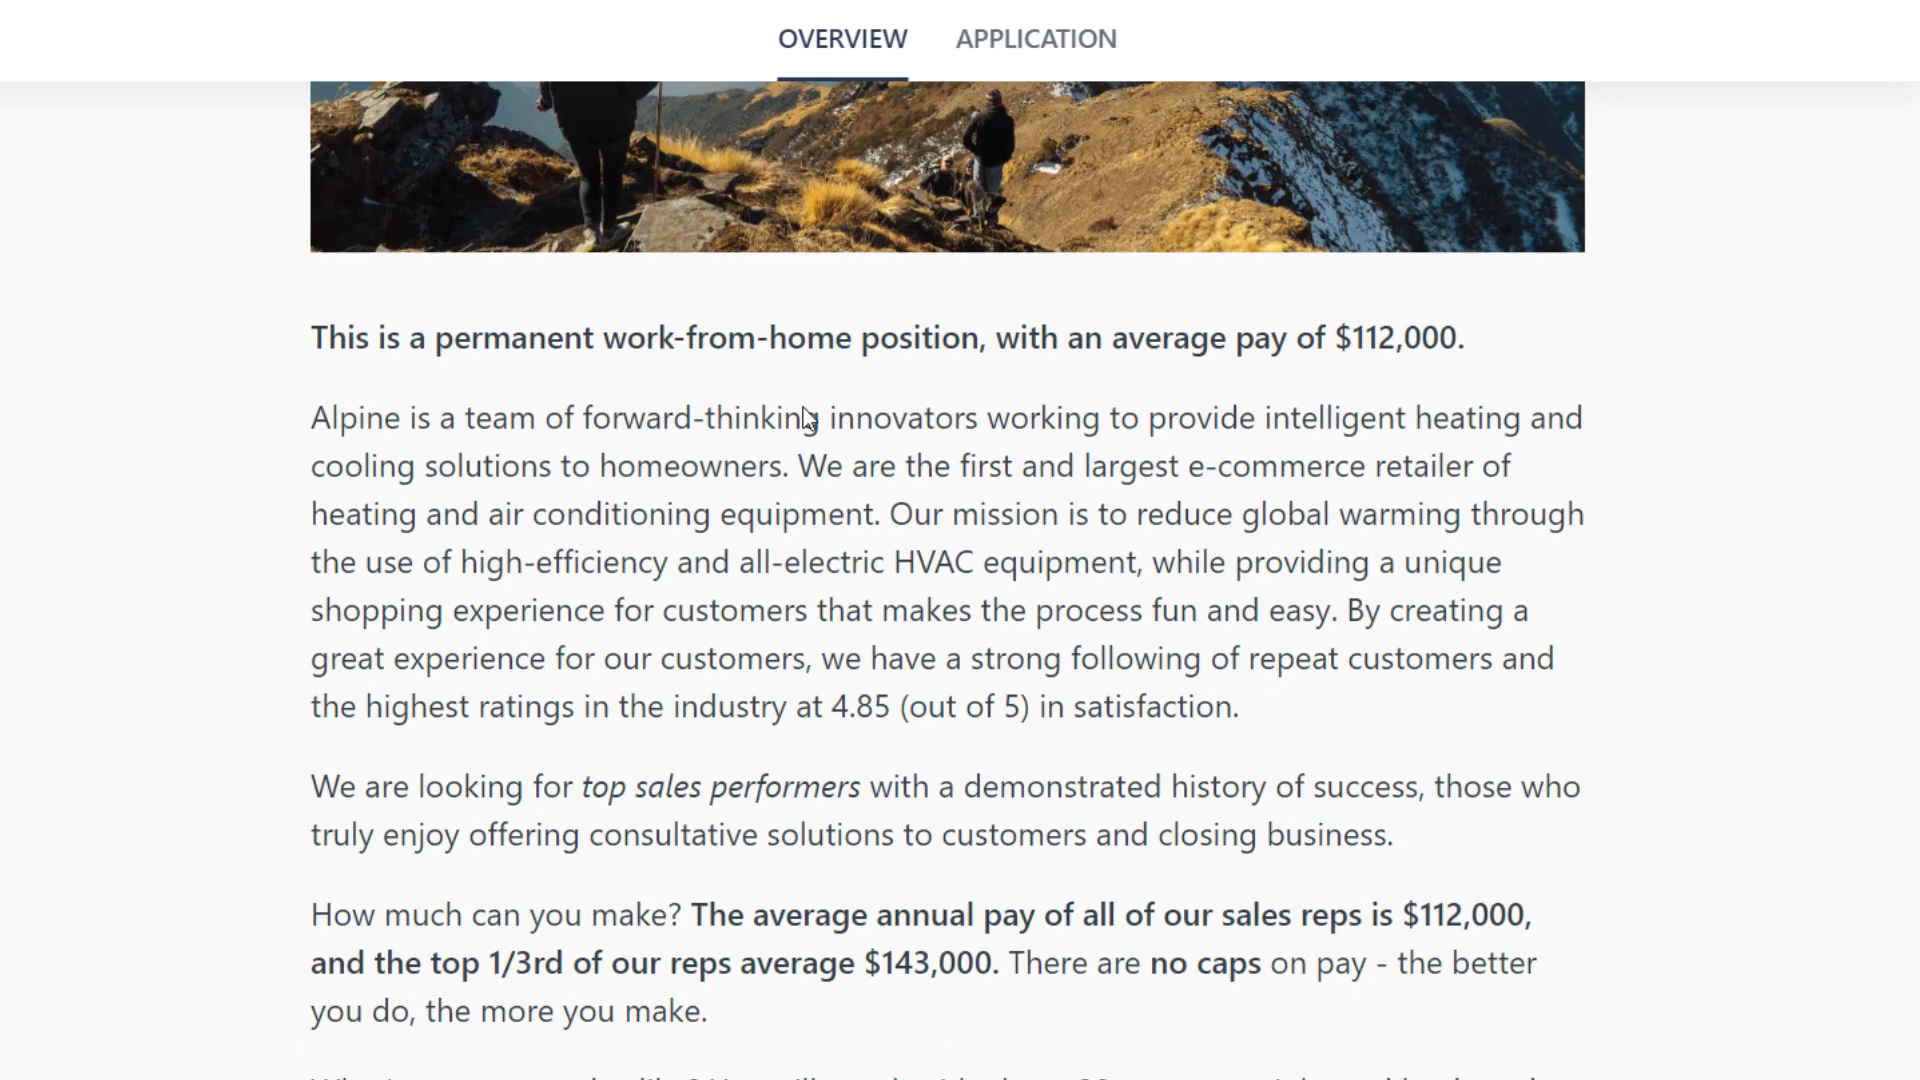 OVERVIEW APPLICATION
This is a permanent work-from-home position, with an average pay of $112,000.
Alpine is a team of forward-thinking innovators working to provide intelligent heating and
cooling solutions to homeowners. We are the first and largest e-commerce retailer of
heating and air conditioning equipment. Our mission is to reduce global warming through
the use of high-efficiency and all-electric HVAC equipment, while providing a unique
shopping experience for customers that makes the process fun and easy. By creating a
great experience for our customers, we have a strong following of repeat customers and
the highest ratings in the industry at 4.85 (out of 5) in satisfaction.
We are looking for top sales performers with a demonstrated history of success, those who
truly enjoy offering consultative solutions to customers and closing business.
How much can you make? The average annual pay of all of our sales reps is $112,000,
and the top 1/3rd of our reps average $143,000. There are no caps on pay - the better
you do, the more you make.